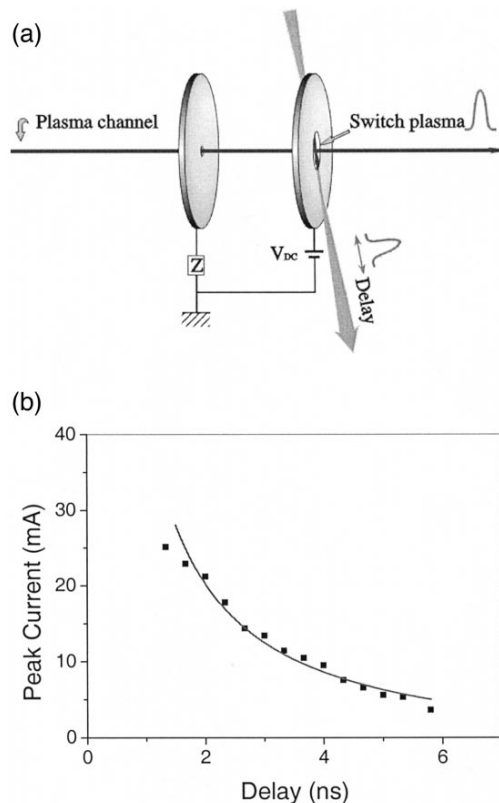 (a)
Plasma channel
Switch plasma
Z
VDC
Delay
(b)
40
30
20
10
0
0 2 4 6
Peak Current (mA)
Delay (ns)